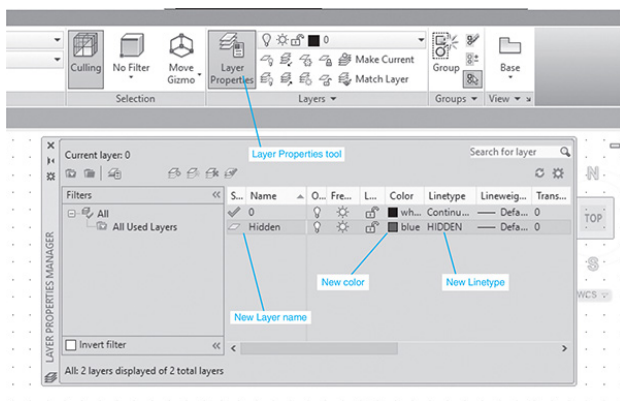 0
Make Current
Match Layer
Culling
No Filter
Move
Gizmo
Layer
Properties
Group
Base
Selection
Layers
Groups
View
Layer Properties tool
Current layer: 0
Search for layer
Filters
All
All Used Layers
S... Name O... Fre... L... Color Linetype Lineweig... Trans...
0 wh... Continu... Defa... 0
Hidden blue HIDDEN Defa... 0
New color
New Linetype
New Layer name
Invert filter
All: 2 layers displayed of 2 total layers
LAYER PROPERTIES MANAGER
N
TOP
S
WCS